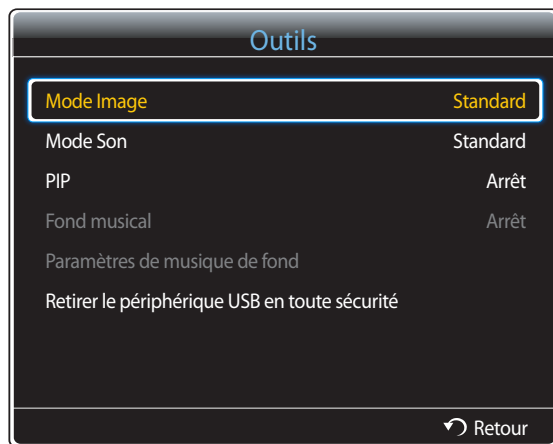 Outils
Mode Image Standard
Mode Son Standard
PIP Arrêt
Fond musical Arrêt
Paramètres de musique de fond
Retirer le périphérique USB en toute sécurité
Retour